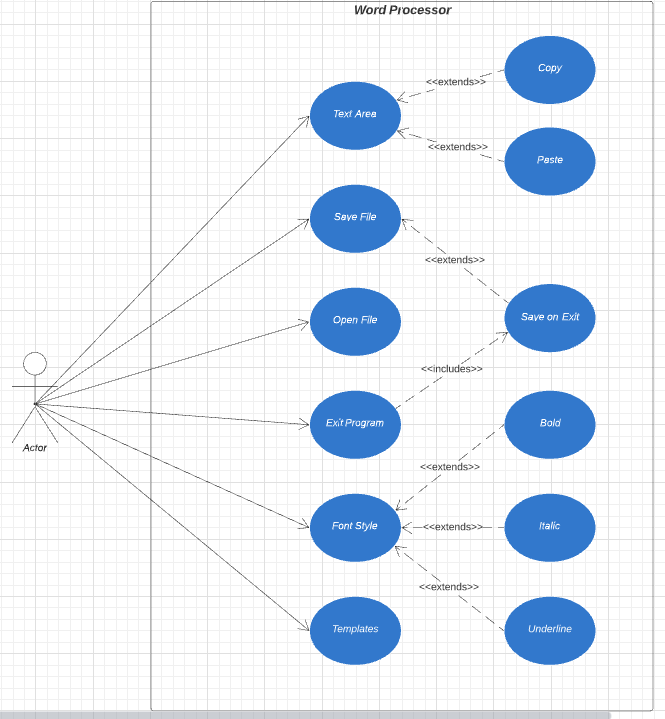 Word Processor
Copy
<<extends>>
Text Area
<<extends>>
Paste
Save File
<<extends>>
Save on Exit
Open File
<<includes>>
Exit Program
Bold
Actor
<<extends>>
Font Style
<<extends>>
Italic
<<extends>>
Templates
Underline